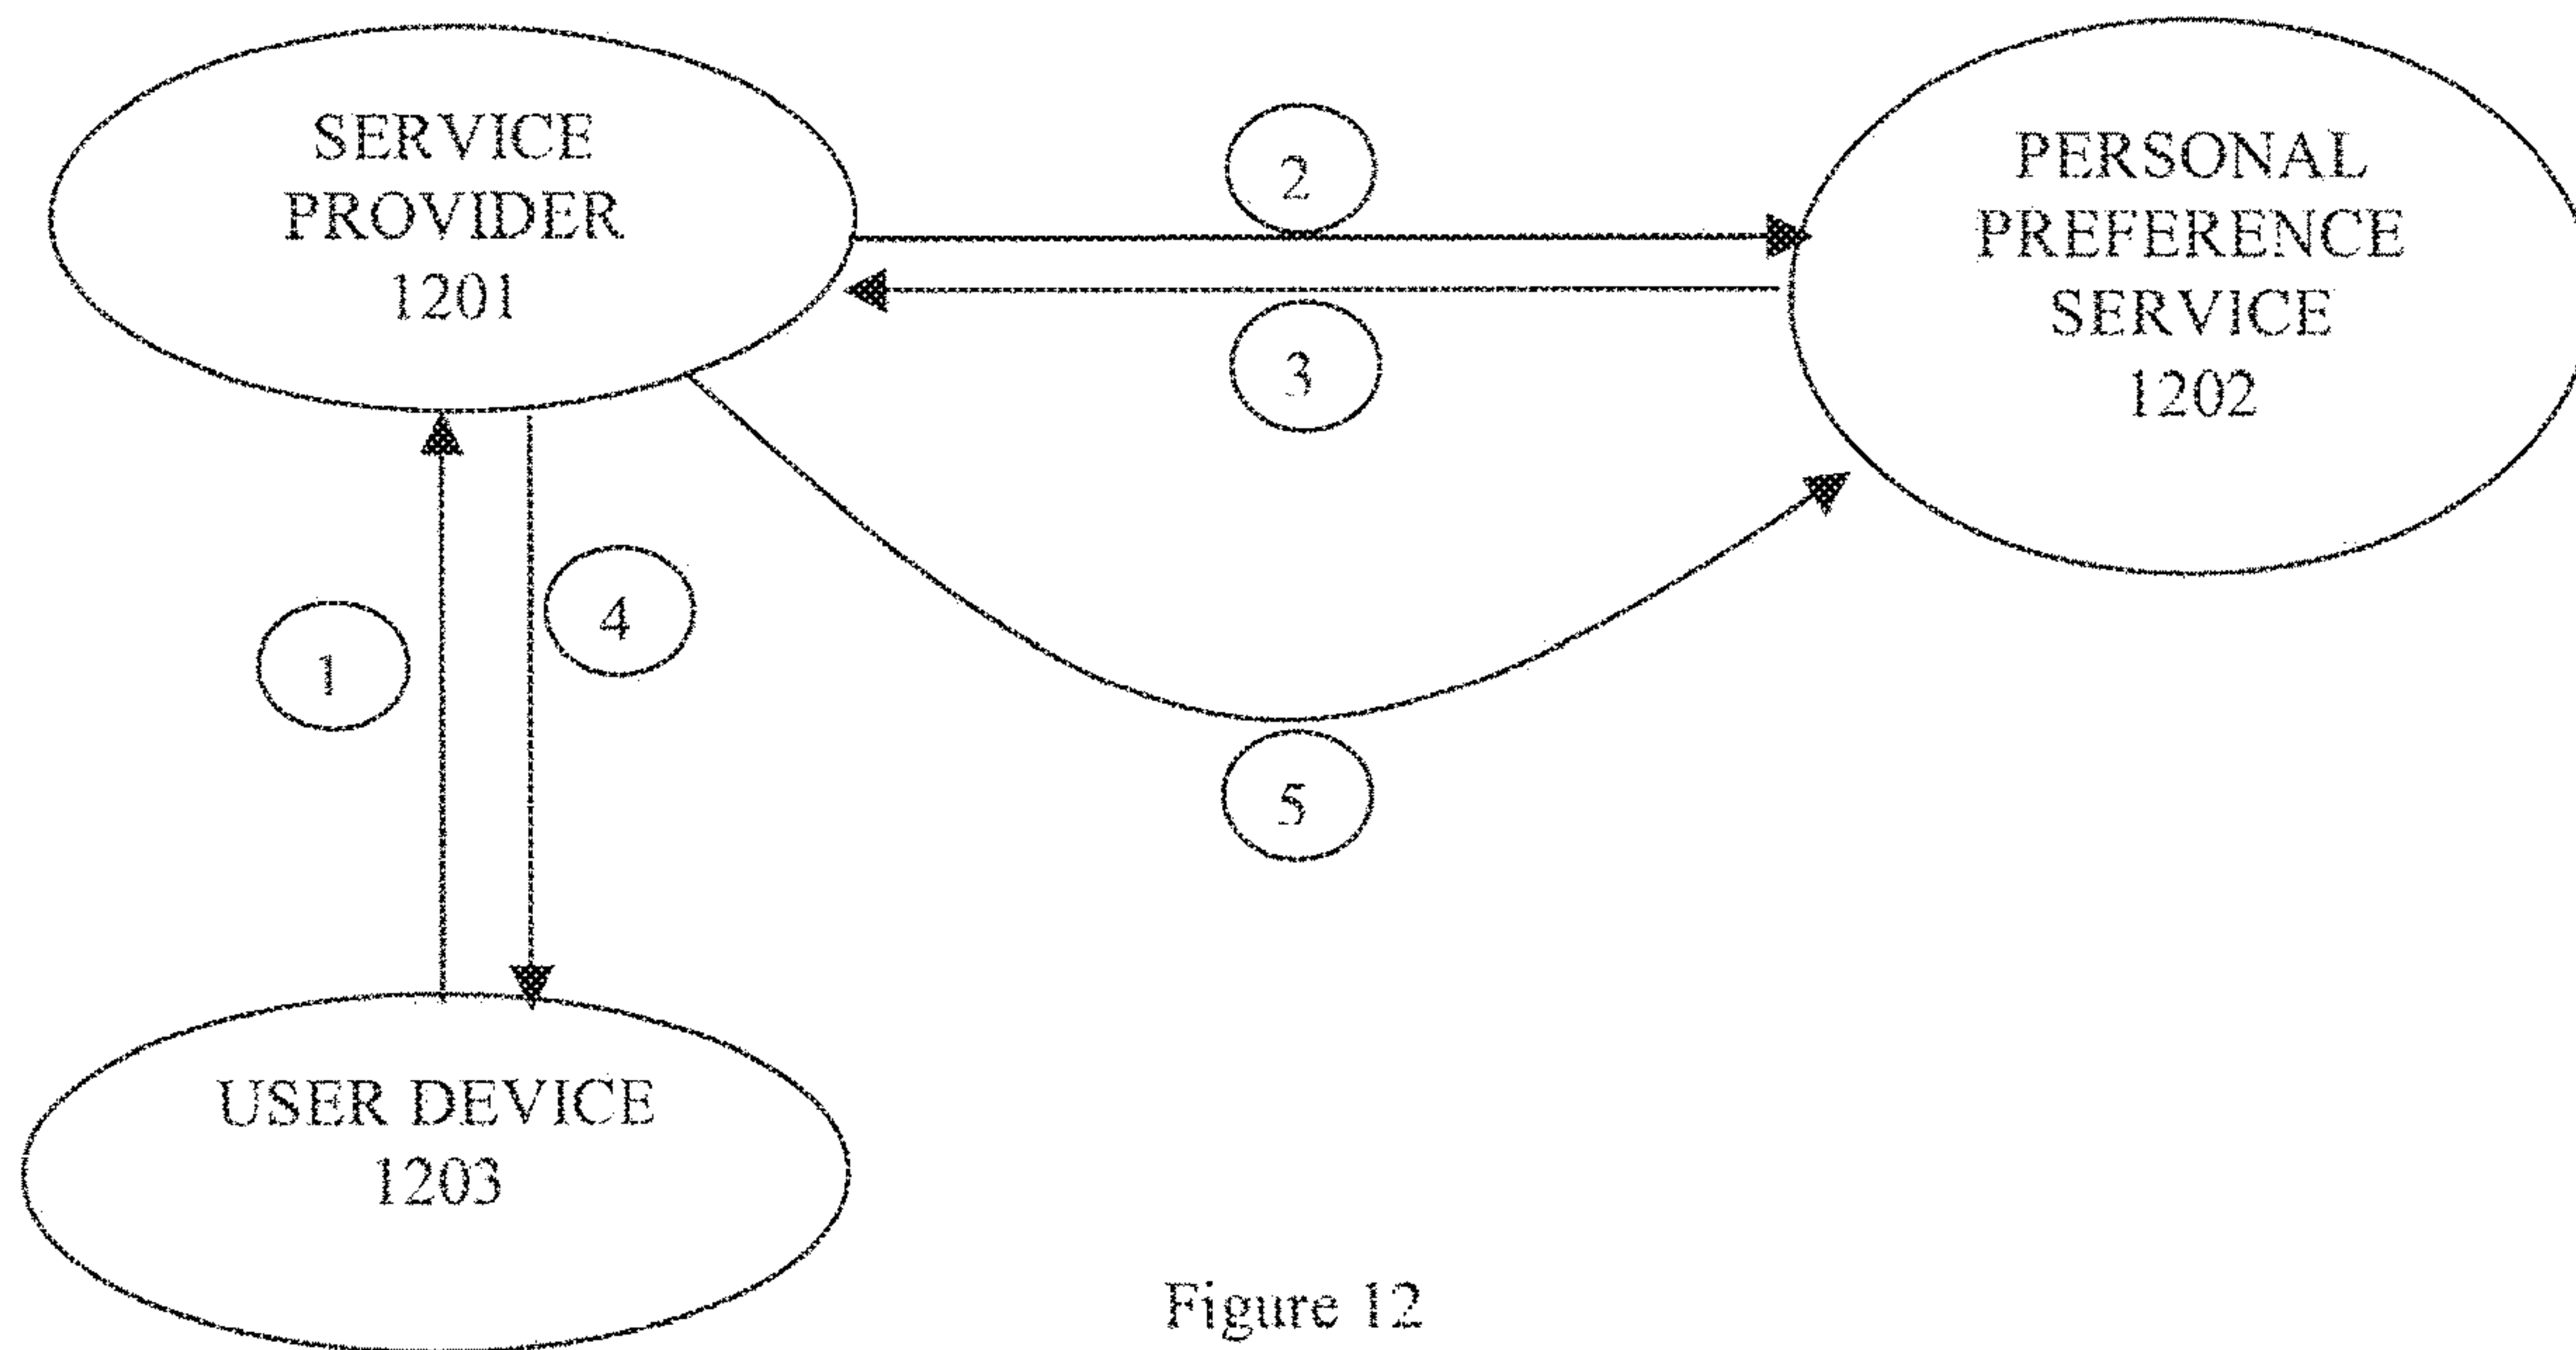 SERVICE
PROVIDER
1201
2
PERSONAL
PREFERENCE
SERVICE
1202
3
1
4
5
USER DEVICE
1203
Figure 12